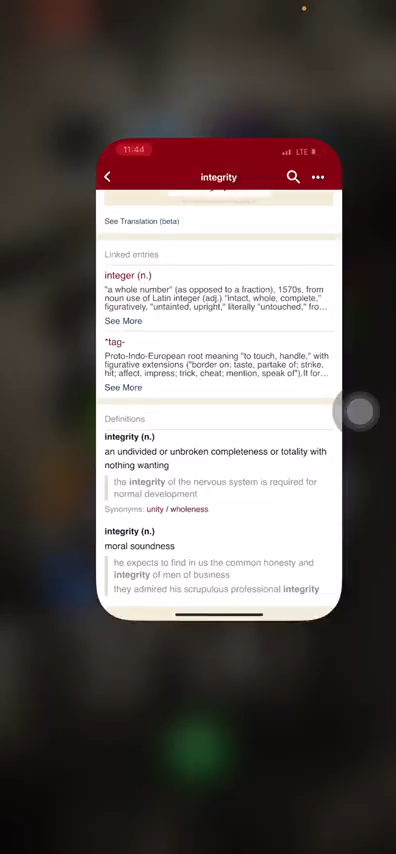 11:44
LTE
integrity
See Translation (beta)
Linked entries
integer (n.)
"a whole number" (as opposed to a fraction), 1570s, from
noun use of Latin integer (adj.) "intact, whole, complete,"
figuratively, "untainted, upright," literally "untouched," fro...
See More
*tag-
Proto-Indo-European root meaning "to touch, handle," with
figurative extensions ("border on; taste, partake of; strike,
hit; affect, impress; trick, cheat; mention, speak of").It for...
See More
Definitions
integrity (n.)
an undivided or unbroken completeness or totality with
nothing wanting
the integrity of the nervous system is required for
normal development
Synonyms: unity / wholeness
integrity (n.)
moral soundness
he expects to find in us the common honesty and
integrity of men of business
they admired his scrupulous professional integrity